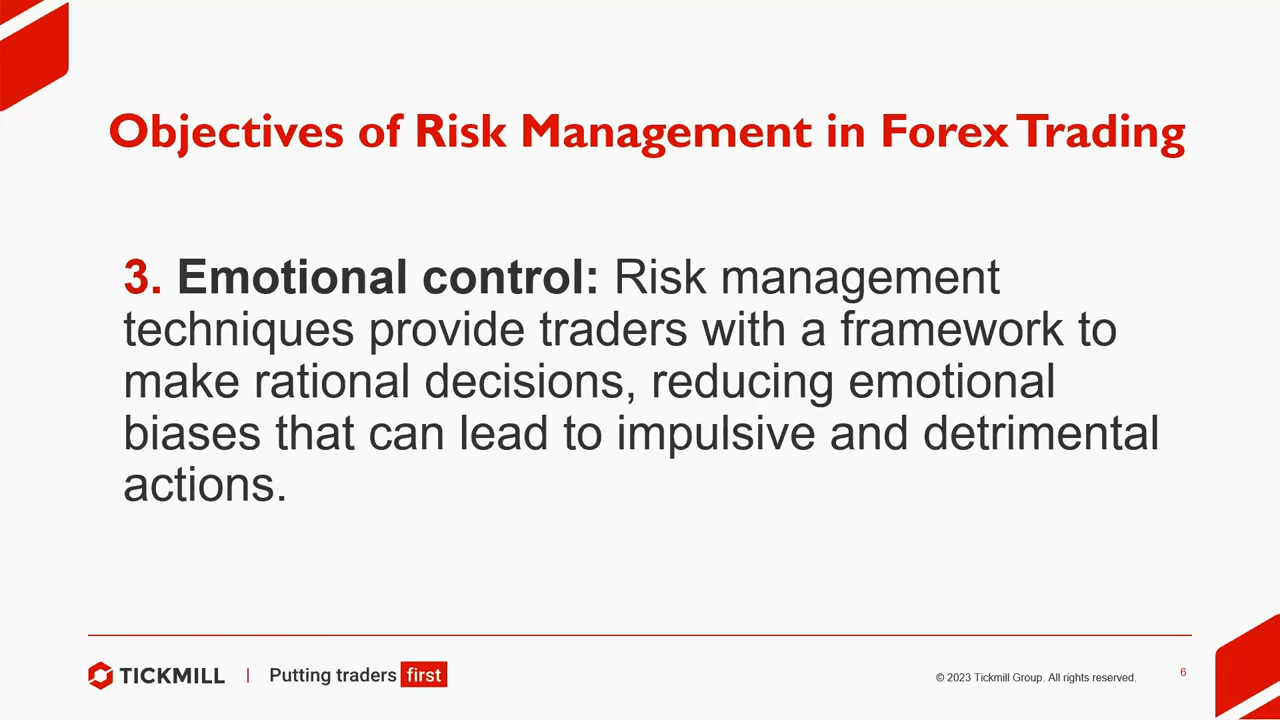 Objectives of Risk Management in Forex Trading
3. Emotional control: Risk management
techniques provide traders with a framework to
make rational decisions, reducing emotional
biases that can lead to impulsive and detrimental
actions.
TICKMILL | Putting traders first
© 2023 Tickmill Group. All rights reserved.
6